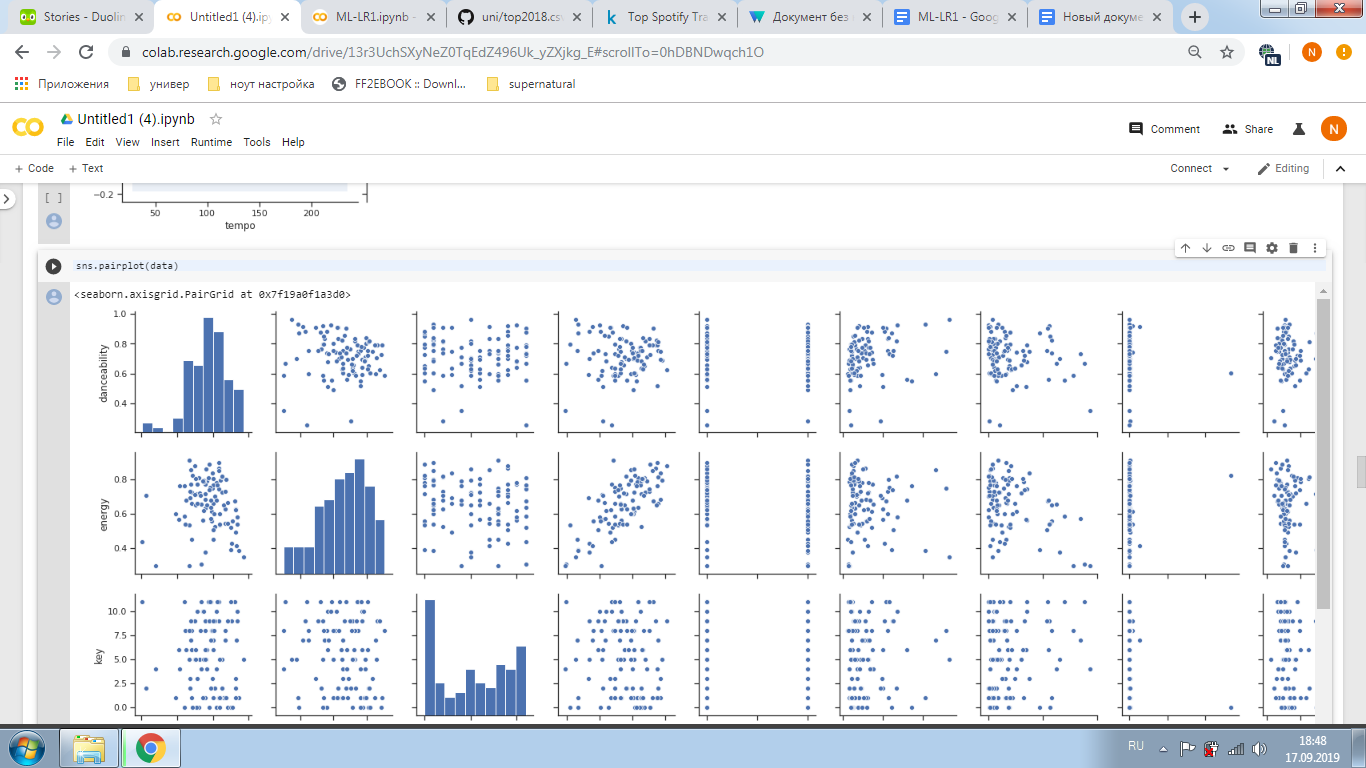 Stories - Duolin
Untitled1 (4).ipy
ML-LR1.ipynb -
uni/top2018.csv
Top Spotify Tra
Документ без
ML-LR1 - Goog
Новый докуме
colab.research.google.com/drive/13r3UchSXyNeZ0TqEdZ496Uk_yZXjkg_E#scrollTo=0hDBNDwqch1O
NL
N
Приложения
универ
ноут настройка
FF2EBOOK :: Downl...
supernatural
Untitled1 (4).ipynb
File Edit View Insert Runtime Tools Help
Comment
Share
N
+ Code + Text
Connect
Editing
[ ]
−0.2
50 100 150 200
tempo
sns.pairplot(data)
<seaborn.axisgrid.PairGrid at 0x7f19a0f1a3d0>
1.0
0.8
0.6
0.4
danceability
0.8
0.6
0.4
energy
10.0
7.5
5.0
2.5
0.0
key
RU
18:48
17.09.2019